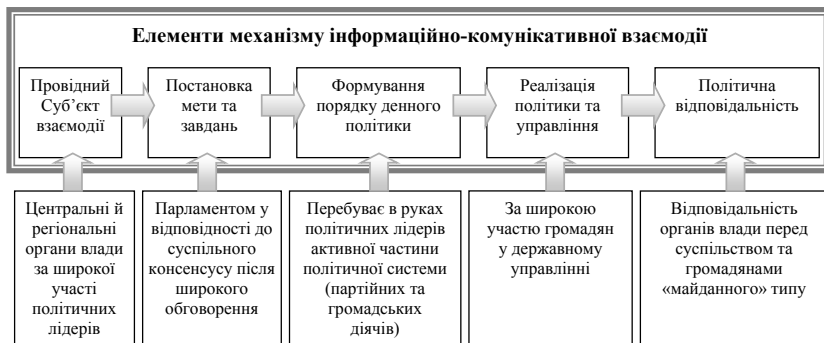 Елементи механізму інформаційно-комунікативної взаємодії
Провідний
Суб’єкт
взаємодії
Постановка
мети та
завдань
Формування
порядку денного
політики
Реалізація
політики та
управління
Політична
відповідальність
Центральні й
регіональні
органи влади
за широкої
участі
політичних
лідерів
Парламентом у
відповідності до
суспільного
консенсусу після
широкого
обговорення
Перебуває в руках
політичних лідерів
активної частини
політичної системи
(партійних та
громадських
діячів)
За широкою
участю громадян
у державному
управлінні
Відповідальність
органів влади перед
суспільством та
громадянами
«майданного» типу